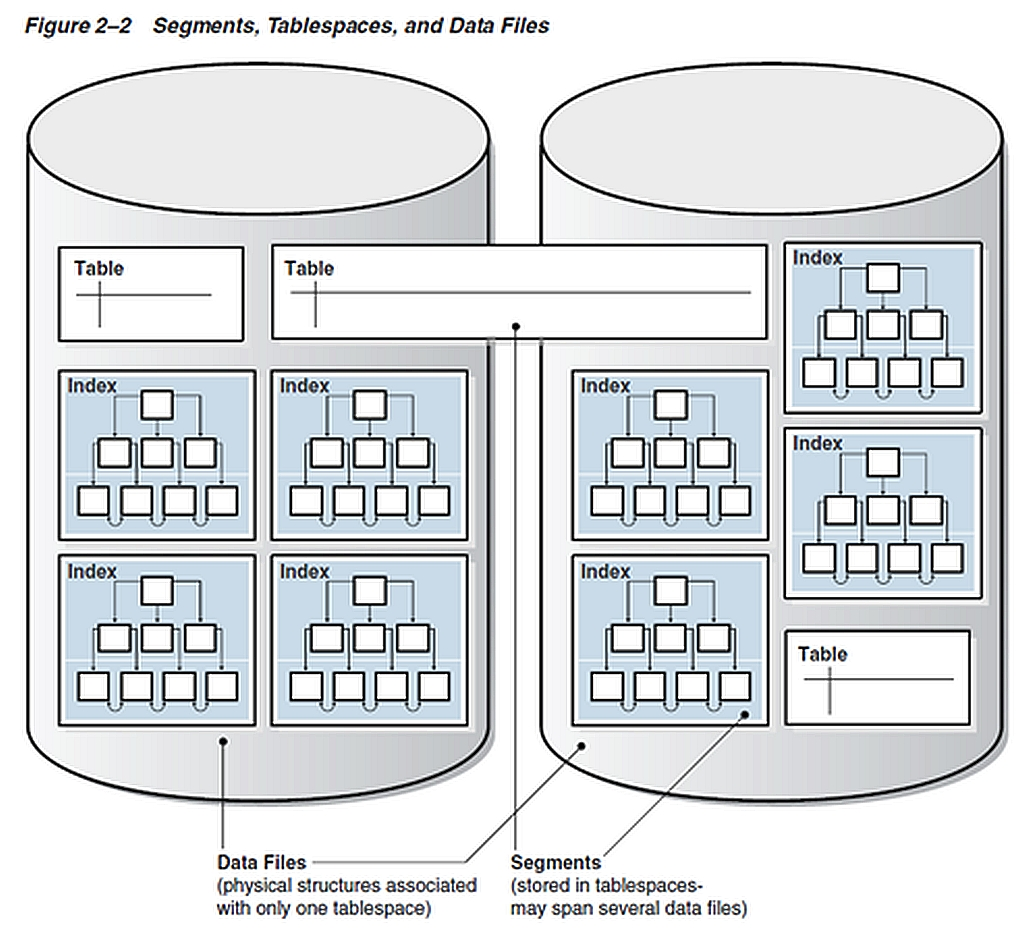 Figure 2–2 Segments, Tablespaces, and Data Files
Table
Table
Index
Index
Index
Index
Index
Index
Index
Index
Table
Data Files
(physical structures associated
with only one tablespace)
Segments
(stored in tablespaces-
may span several data files)